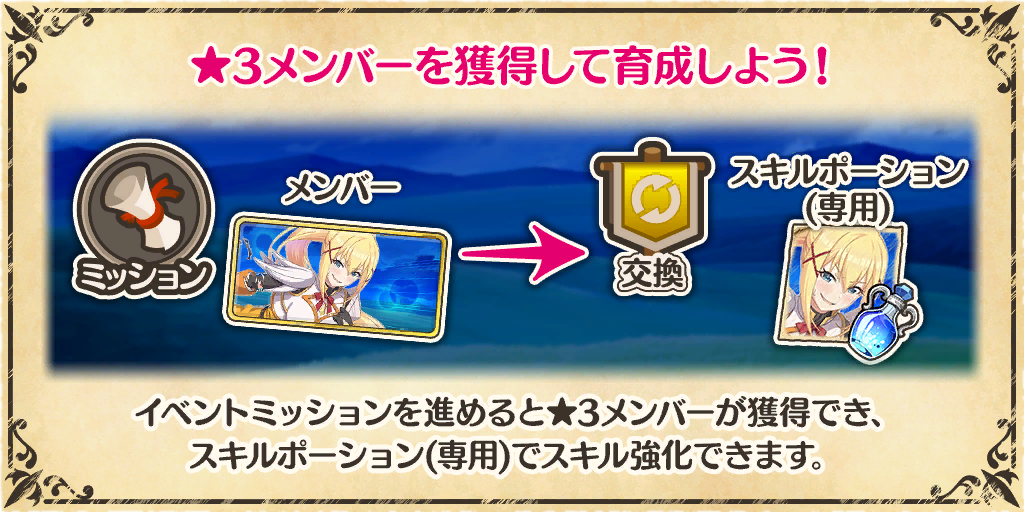 ★3メンバーを獲得して育成しよう!
メンバー
スキルポーション
(専用)
ミッション
交換
イベントミッションを進めると★3メンバーが獲得でき、
スキルポーション(専用)でスキル強化できます。